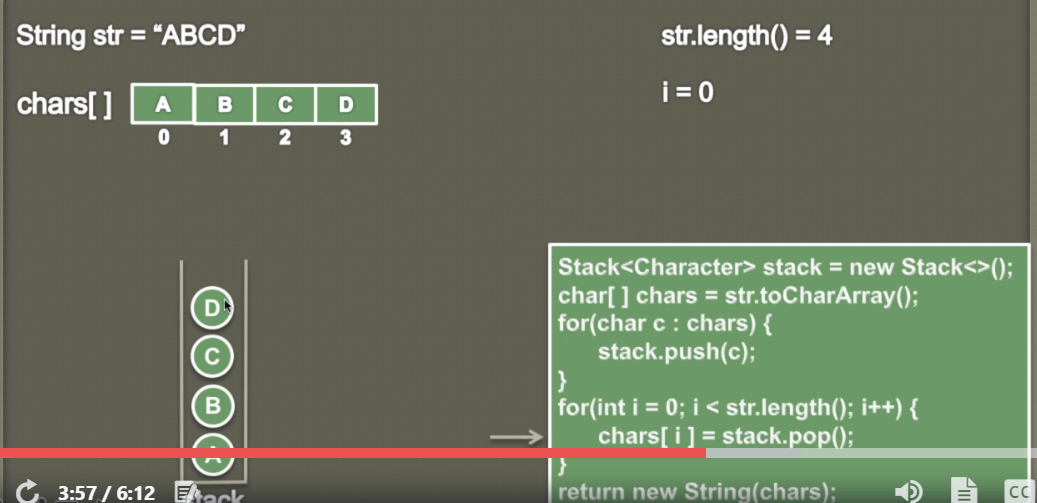 String str = “ABCD”
str.length() = 4
i = 0
chars[ ]
A B C D
0 1 2 3
D
C
B
A
Stack<Character> stack = new Stack<>();
char[ ] chars = str.toCharArray();
for(char c : chars) {
stack.push(c);
}
for(int i = 0; i < str.length(); i++) {
chars[ i ] = stack.pop();
}
return new String(chars);
3:57 / 6:12
CC